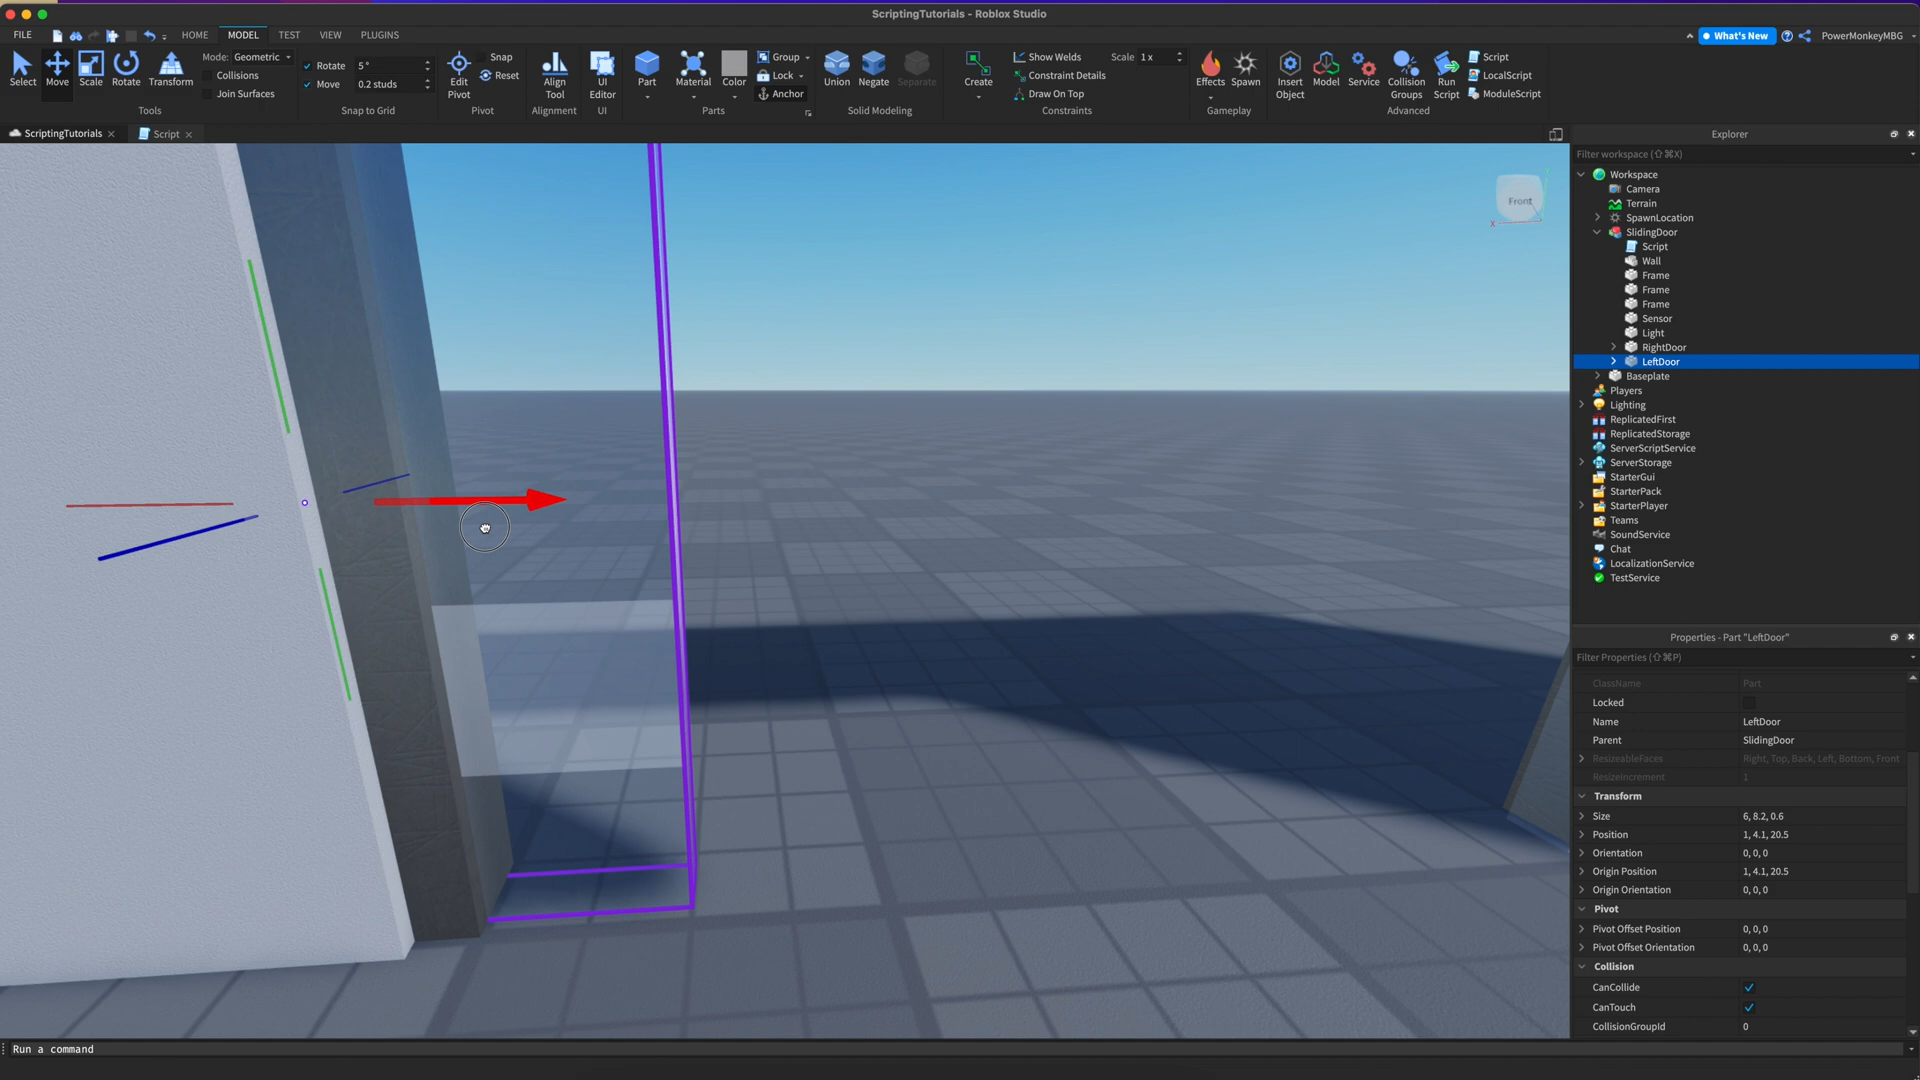 ScriptingTutorials - Roblox Studio
FILE HOME MODEL TEST VIEW PLUGINS What's New PowerMonkeyMBG
Select Move Scale Rotate Transform
Mode: Geometric
Collisions
Join Surfaces
Tools
Rotate 5 °
Move 0.2 studs
Snap to Grid
Edit Pivot
Snap
Reset
Pivot
Align Tool
Alignment
UI Editor
UI
Part Material Color
Group
Lock
Anchor
Parts
Union Negate Separate
Solid Modeling
Create
Show Welds
Constraint Details
Draw On Top
Scale 1 x
Constraints
Effects Spawn
Gameplay
Insert Object
Model
Service
Collision Groups
Run Script
Script
LocalScript
ModuleScript
Advanced
ScriptingTutorials
Script
Front
X
Explorer
Filter workspace (⇧⌘X)
Workspace
Camera
Terrain
SpawnLocation
SlidingDoor
Script
Wall
Frame
Frame
Frame
Sensor
Light
RightDoor
LeftDoor
Baseplate
Players
Lighting
ReplicatedFirst
ReplicatedStorage
ServerScriptService
ServerStorage
StarterGui
StarterPack
StarterPlayer
Teams
SoundService
Chat
LocalizationService
TestService
Properties - Part "LeftDoor"
Filter Properties (⇧⌘P)
ClassName Part
Locked
Name LeftDoor
Parent SlidingDoor
ResizeableFaces Right, Top, Back, Left, Bottom, Front
ResizeIncrement 1
Transform
Size 6, 8.2, 0.6
Position 1, 4.1, 20.5
Orientation 0, 0, 0
Origin Position 1, 4.1, 20.5
Origin Orientation 0, 0, 0
Pivot
Pivot Offset Position 0, 0, 0
Pivot Offset Orientation 0, 0, 0
Collision
CanCollide
CanTouch
CollisionGroupId 0
Run a command